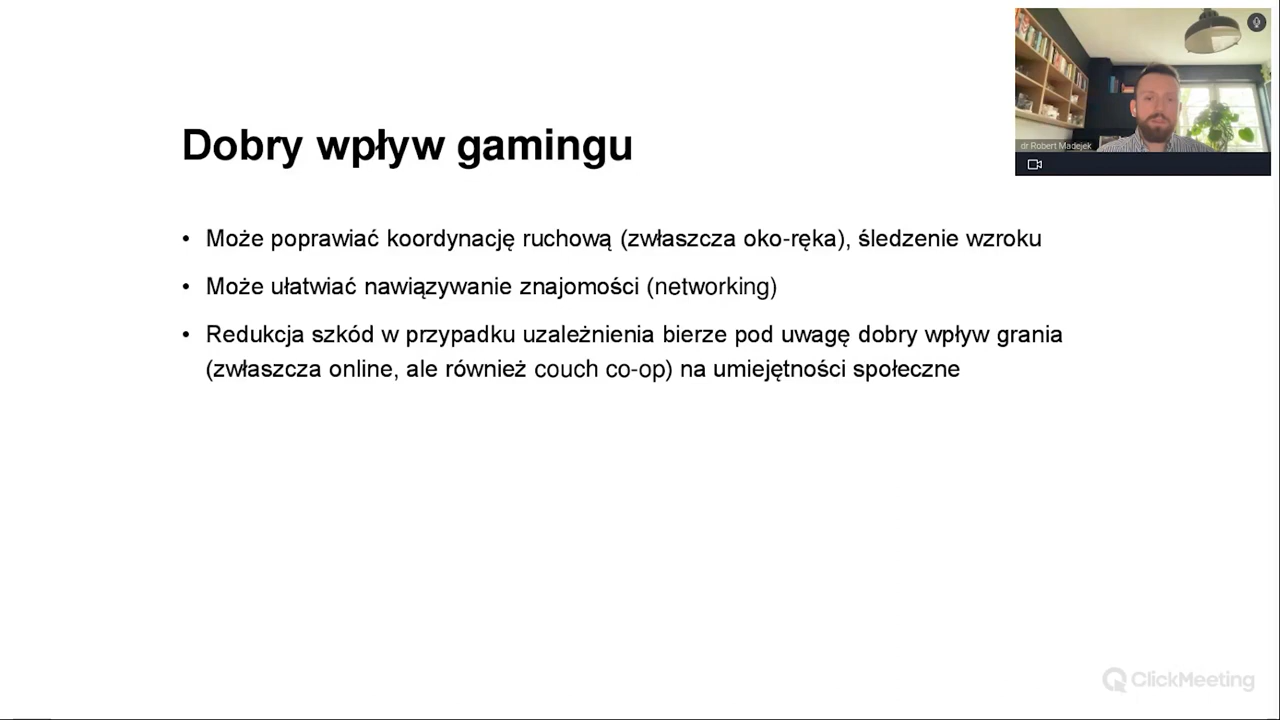 Dobry wpływ gamingu
• Może poprawiać koordynację ruchową (zwłaszcza oko-ręka), śledzenie wzroku
• Może ułatwiać nawiązywanie znajomości (networking)
• Redukcja szkód w przypadku uzależnienia bierze pod uwagę dobry wpływ grania
(zwłaszcza online, ale również couch co-op) na umiejętności społeczne
dr Robert Madejek
ClickMeeting